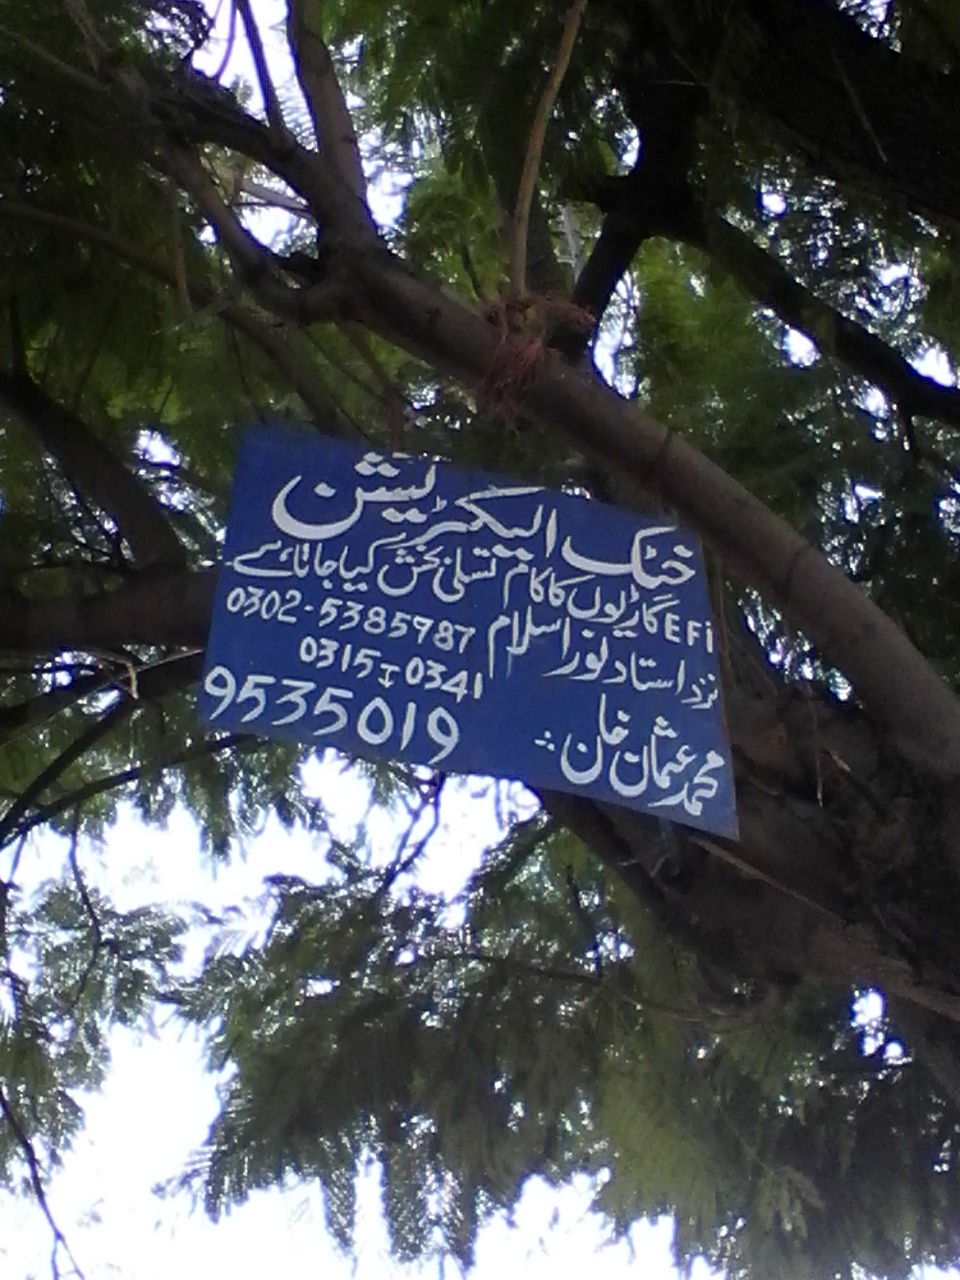 خٹک الیکٹریشن
EFi گاڑیوں کا کام تسلی بخش کیا جاتا ہے
نزد استاد نور اسلام
0302-5385987
0315 I 0341
9535019
محمد عثمان خان